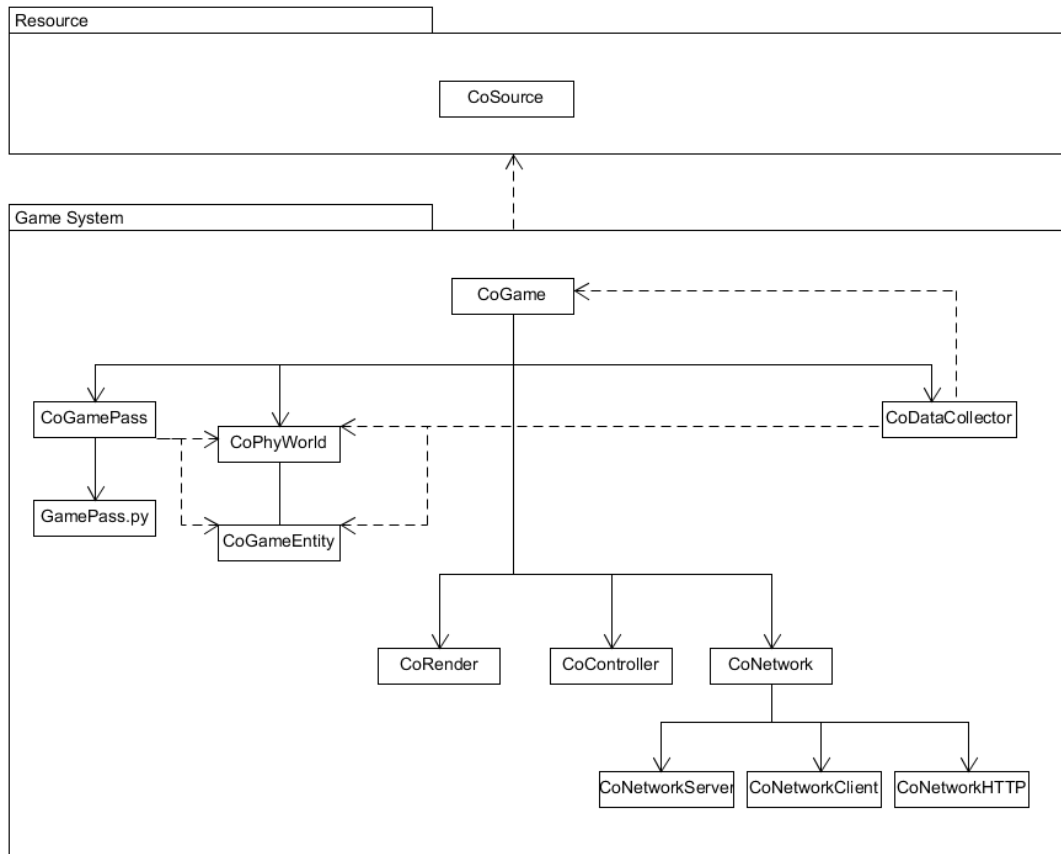 Resource
CoSource
Game System
CoGame
CoGamePass
CoPhyWorld
CoDataCollector
GamePass.py
CoGameEntity
CoRender
CoController
CoNetwork
CoNetworkServer
CoNetworkClient
CoNetworkHTTP